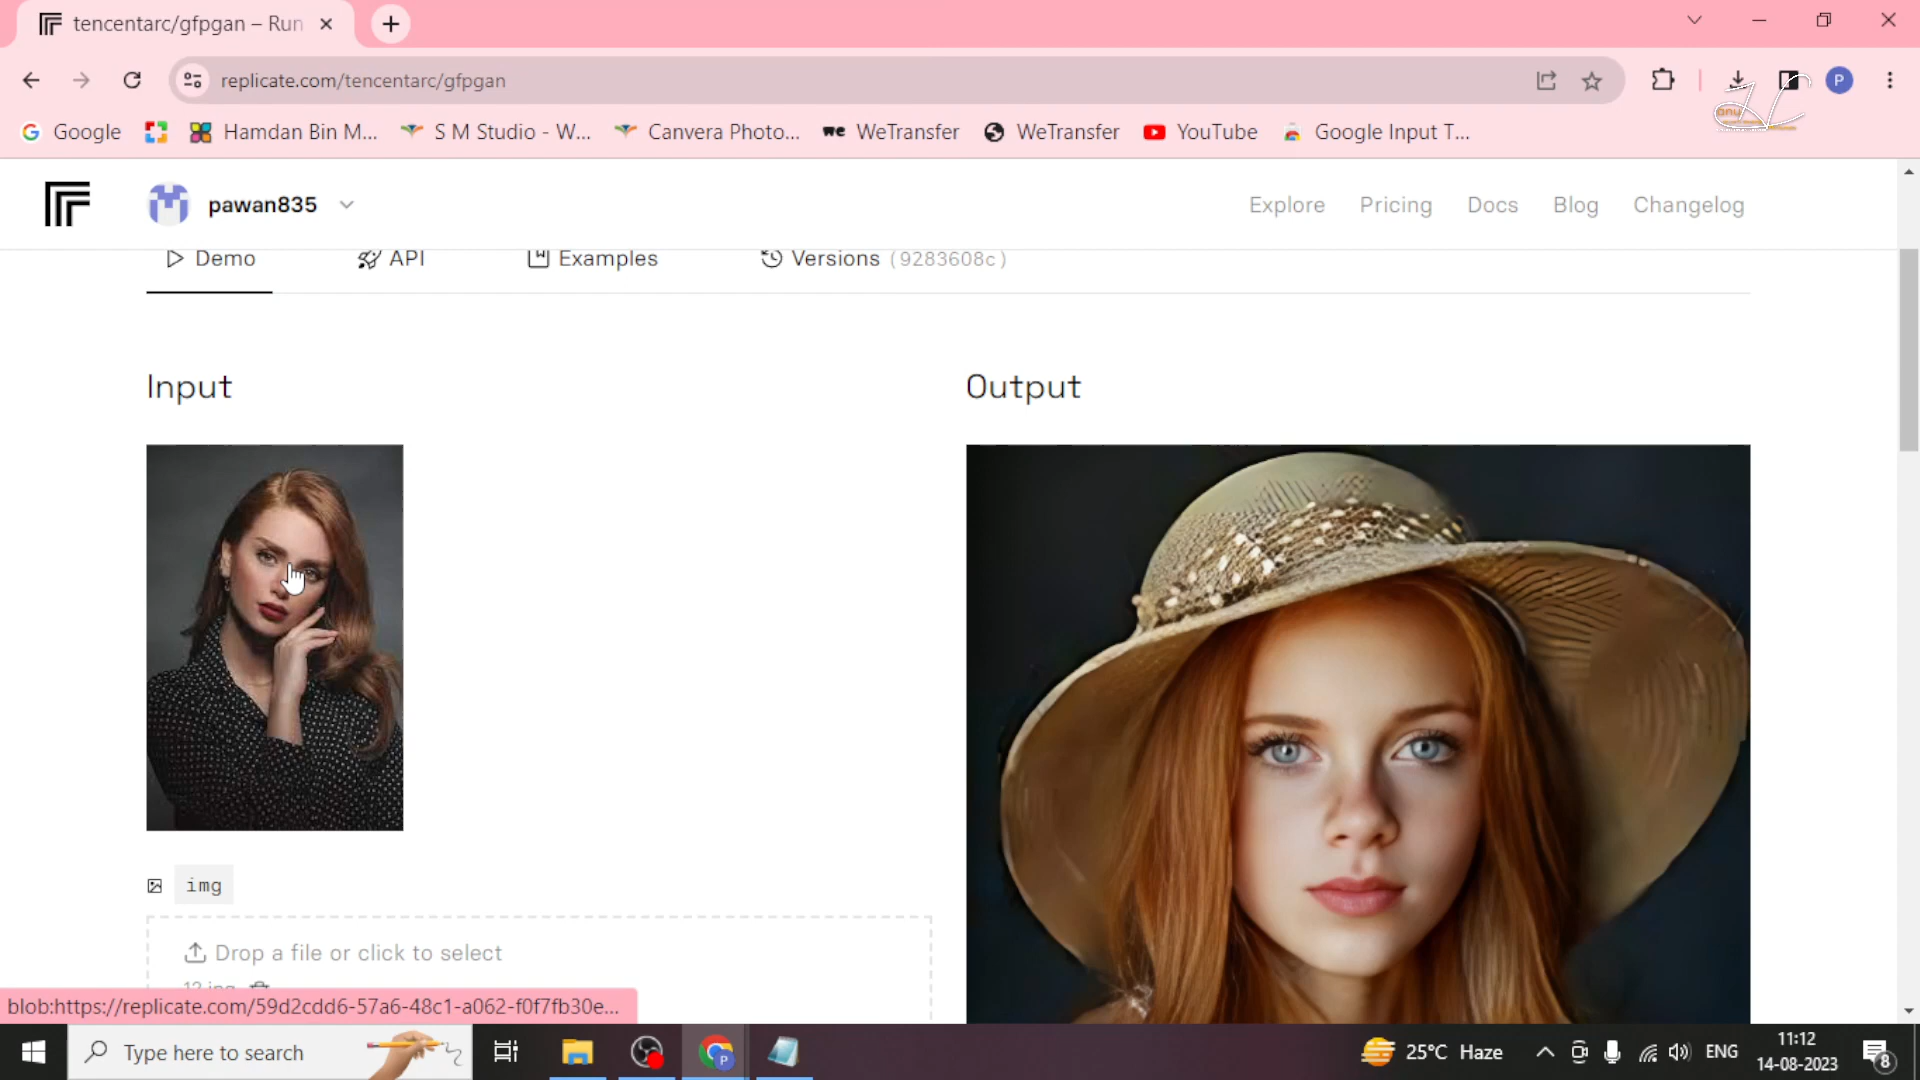 tencentarc/gfpgan – Run
replicate.com/tencentarc/gfpgan
P
Google
Hamdan Bin M...
S M Studio - W...
Canvera Photo...
we WeTransfer
WeTransfer
YouTube
Google Input T...
any
pawan835
Explore
Pricing
Docs
Blog
Changelog
Demo
API
Examples
Versions (9283608c)
Input
Output
img
Drop a file or click to select
blob:https://replicate.com/59d2cdd6-57a6-48c1-a062-f0f7fb30e...
Type here to search
P
25°C Haze
ENG
11:12
14-08-2023
8